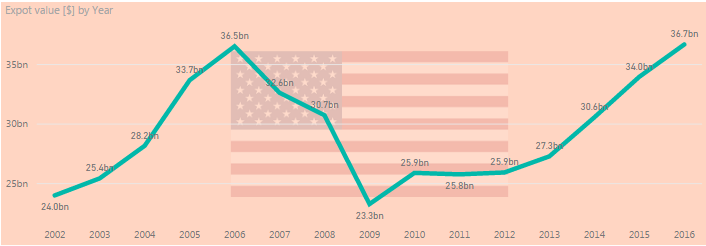 Expot value [$] by Year
36.5bn
36.7bn
35bn
33.7bn
32.6bn
34.0bn
30.7bn
30.6bn
30bn
28.2bn
27.3bn
25.4bn
25.9bn
25.9bn
25bn
25.8bn
24.0bn
23.3bn
2002 2003 2004 2005 2006 2007 2008 2009 2010 2011 2012 2013 2014 2015 2016